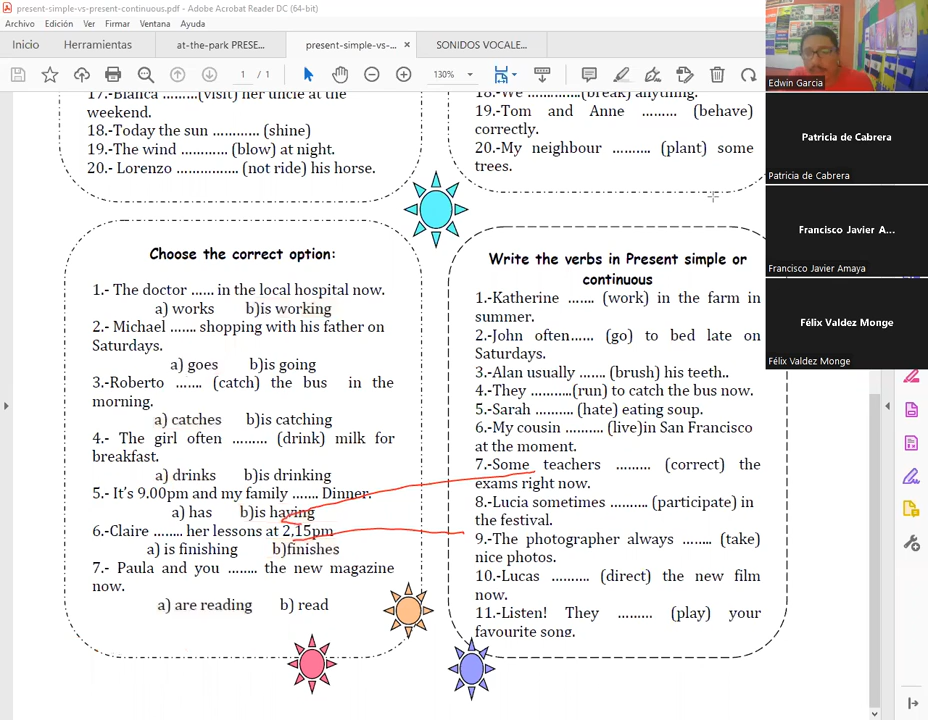 present-simple-vs-present-continuous.pdf - Adobe Acrobat Reader DC (64-bit)
Archivo Edición Ver Firmar Ventana Ayuda
Inicio Herramientas at-the-park PRESE... present-simple-vs-... × SONIDOS VOCALE...
1 / 1 130%
17.-Bianca .........(visit) her uncle at the
weekend.
18.-Today the sun ............ (shine)
19.-The wind ............ (blow) at night.
20.- Lorenzo ............... (not ride) his horse.
18.-We .........(break) anything.
19.-Tom and Anne ......... (behave)
correctly.
20.-My neighbour .......... (plant) some
trees.
Choose the correct option:
1.- The doctor ...... in the local hospital now.
a) works b)is working
2.- Michael ....... shopping with his father on
Saturdays.
a) goes b)is going
3.-Roberto ....... (catch) the bus in the
morning.
a) catches b)is catching
4.- The girl often ......... (drink) milk for
breakfast.
a) drinks b)is drinking
5.- It's 9.00pm and my family ....... Dinner.
a) has b)is having
6.-Claire ........ her lessons at 2,15pm
a) is finishing b)finishes
7.- Paula and you ........ the new magazine
now.
a) are reading b) read
Write the verbs in Present simple or
continuous
1.-Katherine ....... (work) in the farm in
summer.
2.-John often...... (go) to bed late on
Saturdays.
3.-Alan usually ....... (brush) his teeth..
4.-They ...........(run) to catch the bus now.
5.-Sarah .......... (hate) eating soup.
6.-My cousin .......... (live)in San Francisco
at the moment.
7.-Some teachers ......... (correct) the
exams right now.
8.-Lucia sometimes .......... (participate) in
the festival.
9.-The photographer always ........ (take)
nice photos.
10.-Lucas .......... (direct) the new film
now.
11.-Listen! They ......... (play) your
favourite song.
Edwin Garcia
Patricia de Cabrera
Patricia de Cabrera
Francisco Javier A...
Francisco Javier Amaya
Félix Valdez Monge
Félix Valdez Monge